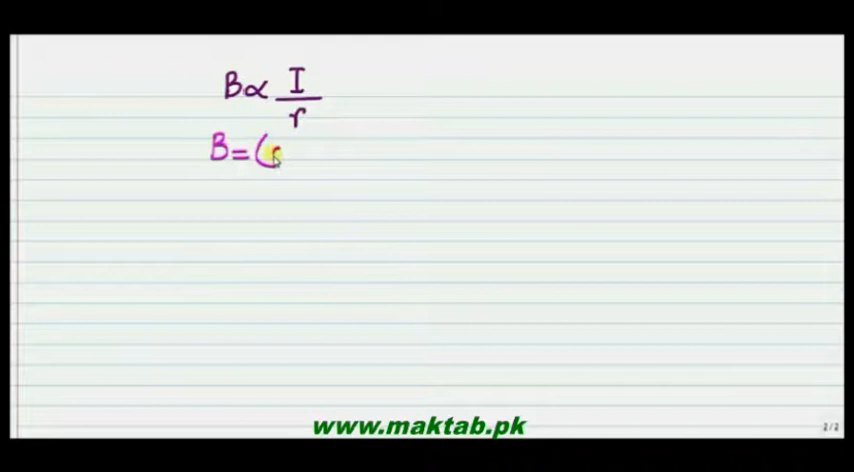 B ∝ I / r
B = (
www.maktab.pk
2/2